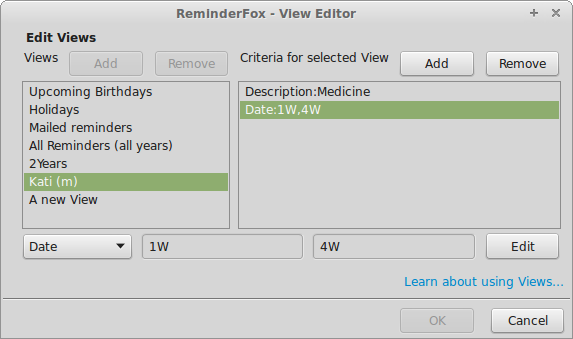 ReminderFox - View Editor
Edit Views
Views Add Remove Criteria for selected View Add Remove
Upcoming Birthdays
Holidays
Mailed reminders
All Reminders (all years)
2Years
Kati (m)
A new View
Description:Medicine
Date:1W,4W
Date 1W 4W Edit
Learn about using Views...
OK Cancel